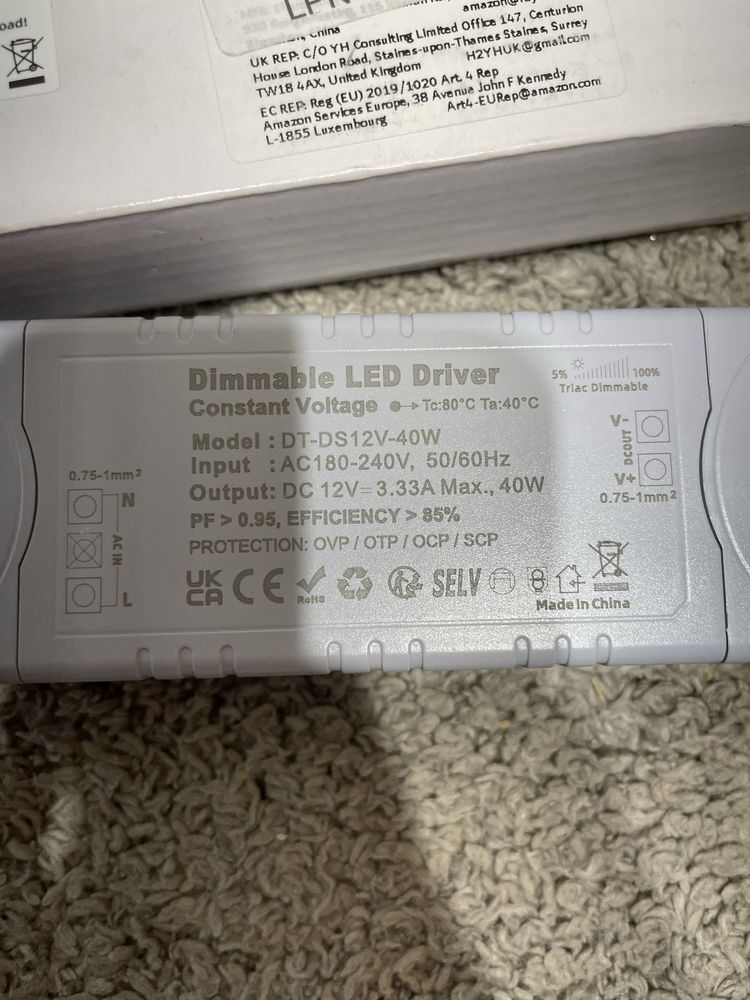 oad!
LPN
China
amazon
UK REP: C/O YH Consulting Limited Office 147, Centurion
House London Road, Staines-upon-Thames Staines, Surrey
TW18 4AX, United Kingdom
H2YHUK@gmail.com
EC REP: Reg (EU) 2019/1020 Art. 4 Rep
Amazon Services Europe, 38 Avenue John F Kennedy
L-1855 Luxembourg
Art4-EURep@amazon.com
Dimmable LED Driver
Constant Voltage Tc:80°C Ta:40°C
5% 100%
Triac Dimmable
Model : DT-DS12V-40W
Input : AC180-240V, 50/60Hz
Output: DC 12V⎓3.33A Max., 40W
PF > 0.95, EFFICIENCY > 85%
PROTECTION: OVP / OTP / OCP / SCP
0.75-1mm²
N
AC IN
L
V-
DC OUT
V+
0.75-1mm²
UK
CA CE RoHS SELV
Made in China